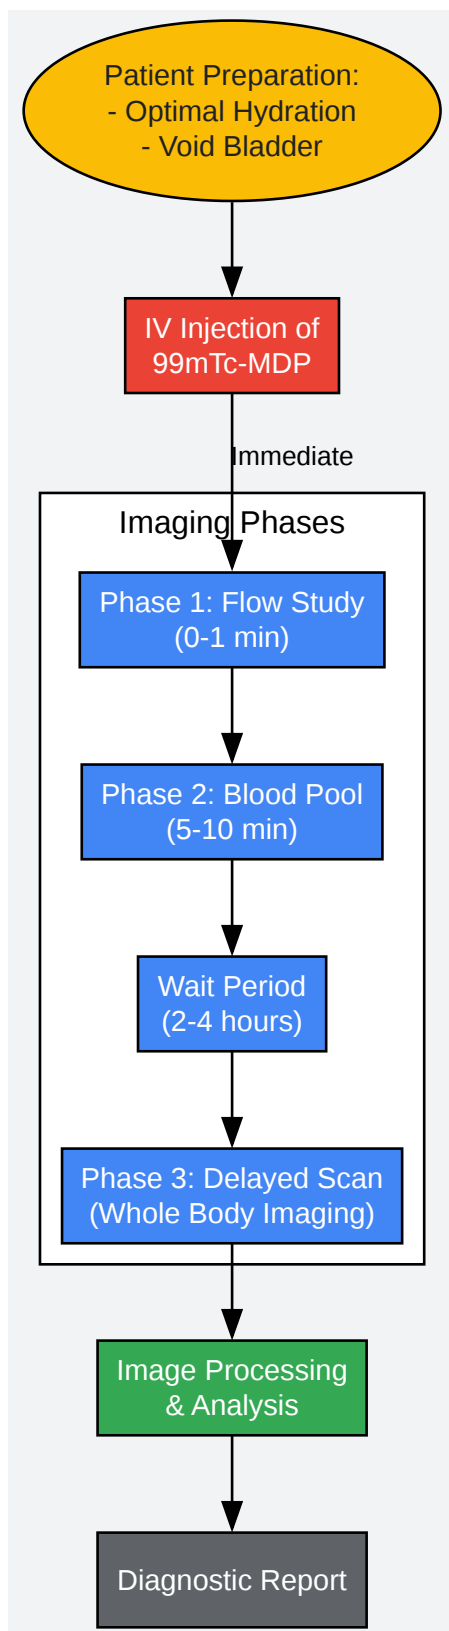 Patient Preparation:
- Optimal Hydration
- Void Bladder
IV Injection of
99mTc-MDP
Immediate
Imaging Phases
Phase 1: Flow Study
(0-1 min)
Phase 2: Blood Pool
(5-10 min)
Wait Period
(2-4 hours)
Phase 3: Delayed Scan
(Whole Body Imaging)
Image Processing
& Analysis
Diagnostic Report